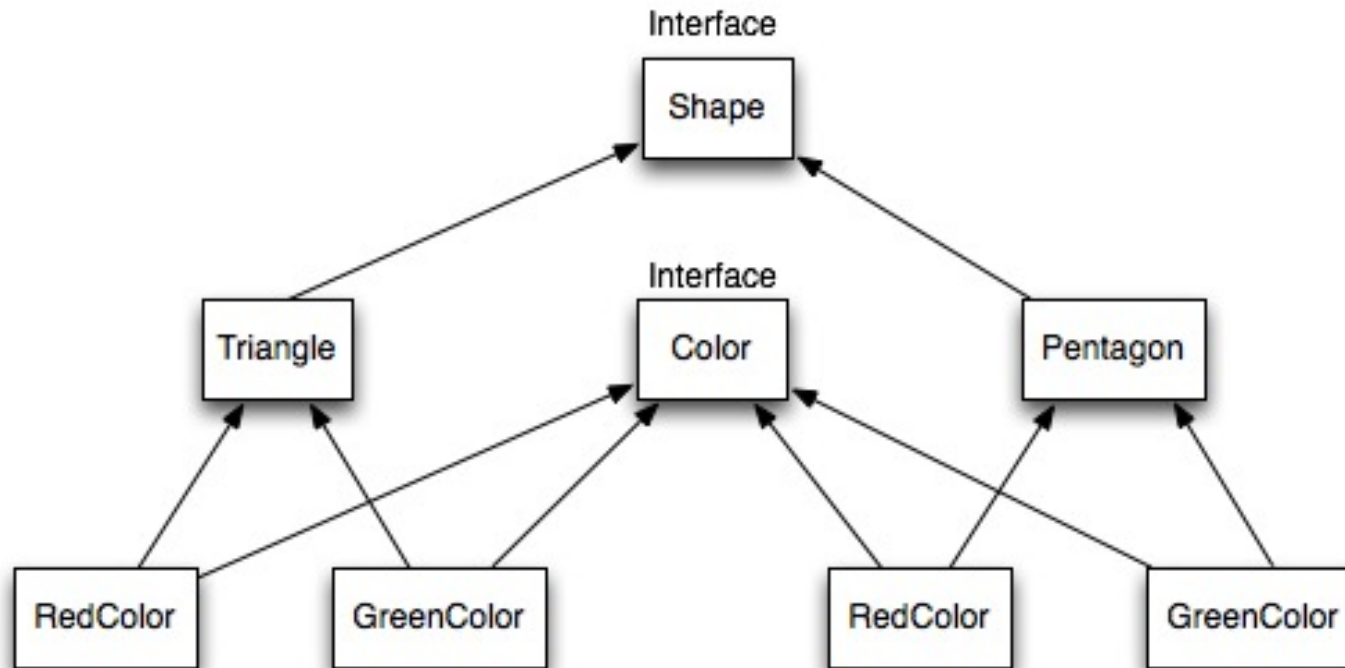 Interface
Shape
Interface
Triangle
Color
Pentagon
RedColor
GreenColor
RedColor
GreenColor